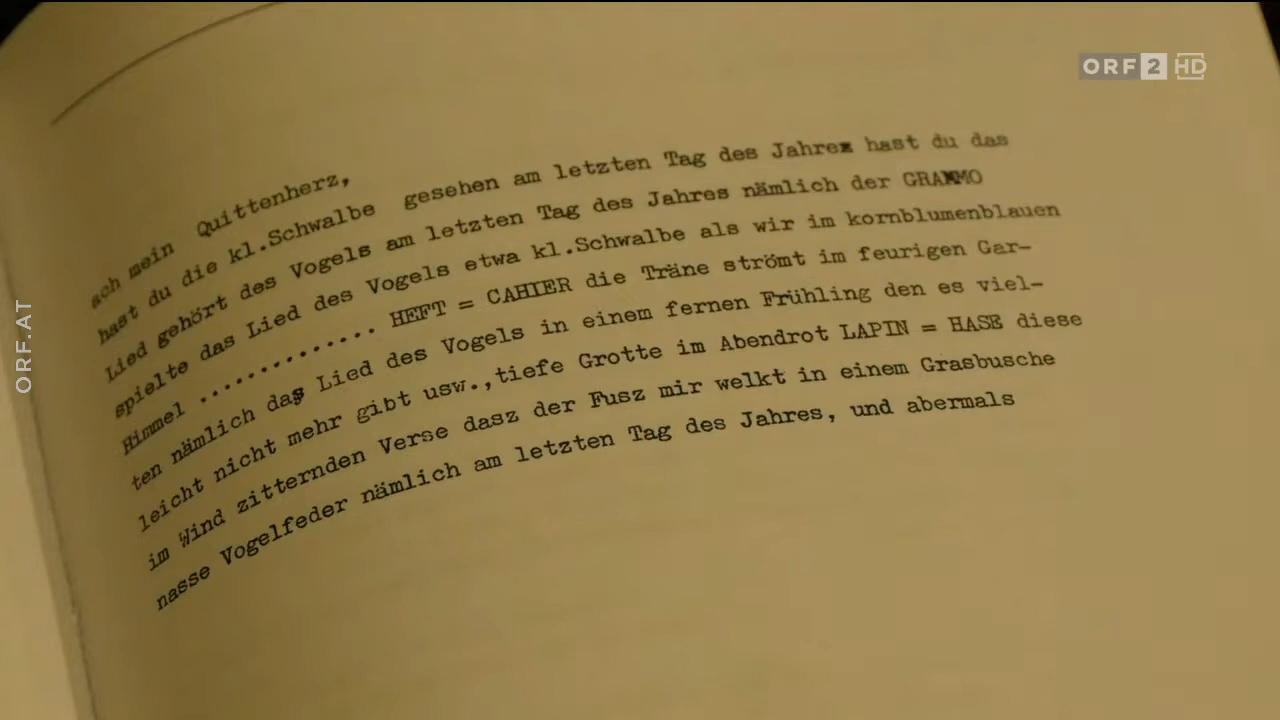 ORF 2 HD
ach mein Quittenherz,
hast du die kl.Schwalbe gesehen am letzten Tag des Jahres hast du das
Lied gehört des Vogels am letzten Tag des Jahres nämlich der GRAMMO
spielte das Lied des Vogels etwa kl.Schwalbe als wir im kornblumenblauen
Himmel .............. HEFT = CAHIER die Träne strömt im feurigen Gar-
ten nämlich das Lied des Vogels in einem fernen Frühling den es viel-
leicht nicht mehr gibt usw.,tiefe Grotte im Abendrot LAPIN = HASE diese
im Wind zitternden Verse dasz der Fusz mir welkt in einem Grasbusche
nasse Vogelfeder nämlich am letzten Tag des Jahres, und abermals
ORF.AT